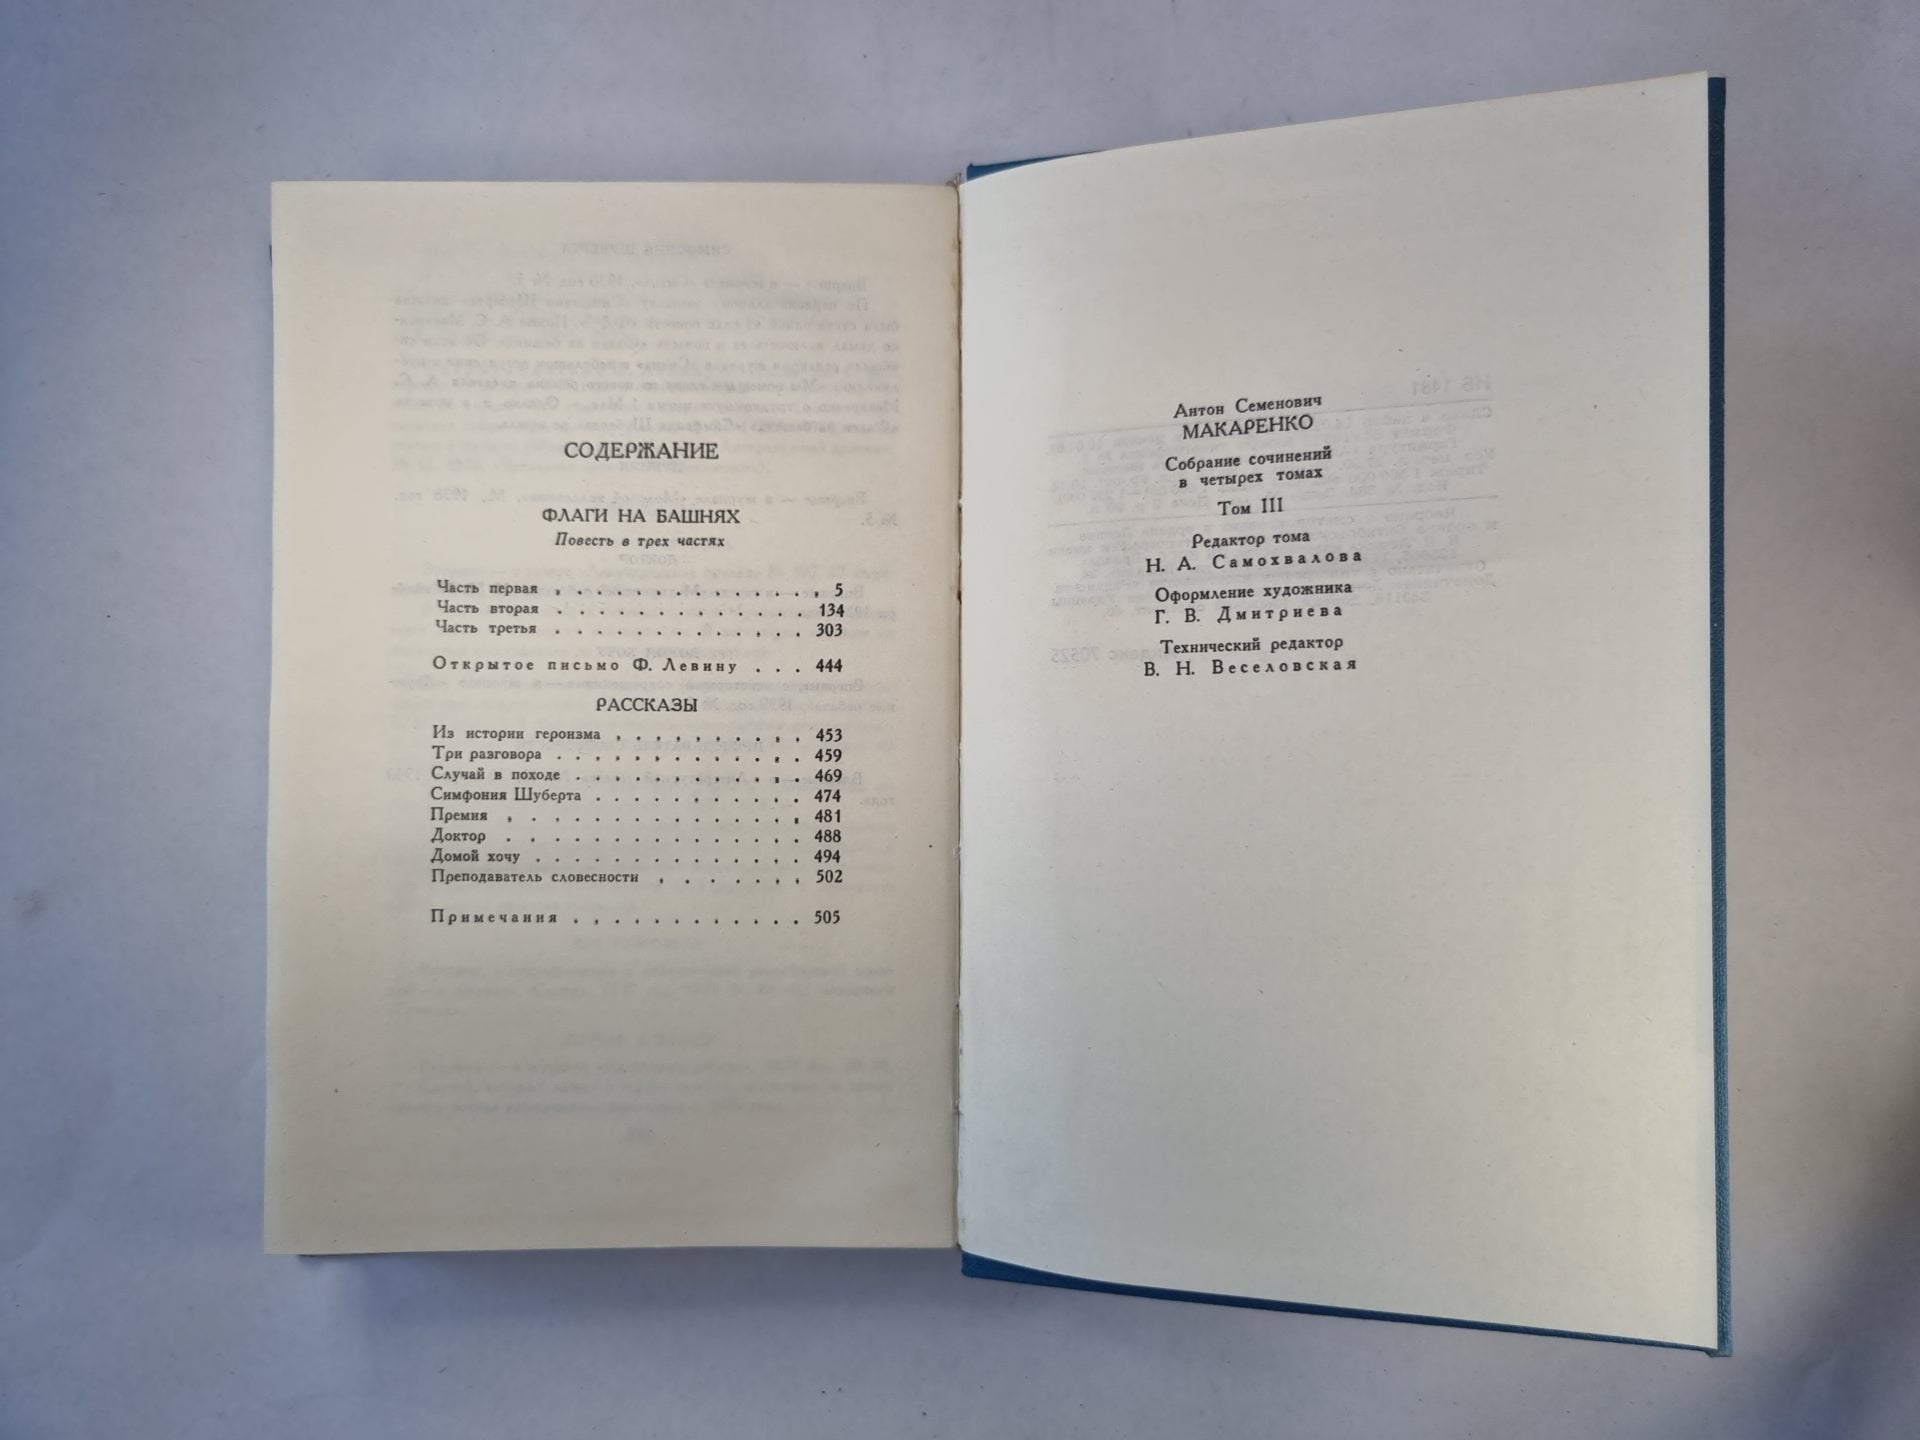 СОДЕРЖАНИЕ
ФЛАГИ НА БАШНЯХ
Повесть в трех частях
Часть первая . . . . . . . . . . . . . 5
Часть вторая . . . . . . . . . . . . . 134
Часть третья . . . . . . . . . . . . . 303
Открытое письмо Ф. Левину . . . 444
РАССКАЗЫ
Из истории героизма . . . . . . . . . . 453
Три разговора . . . . . . . . . . . . . 459
Случай в походе . . . . . . . . . . . . 469
Симфония Шуберта . . . . . . . . . . . 474
Премия . . . . . . . . . . . . . . . 481
Доктор . . . . . . . . . . . . . . . 488
Домой хочу . . . . . . . . . . . . . . 494
Преподаватель словесности . . . . . . . 502
Примечания . . . . . . . . . . . . 505
Антон Семенович
МАКАРЕНКО
Собрание сочинений
в четырех томах
Том III
Редактор тома
Н. А. Самохвалова
Оформление художника
Г. В. Дмитриева
Технический редактор
В. Н. Веселовская